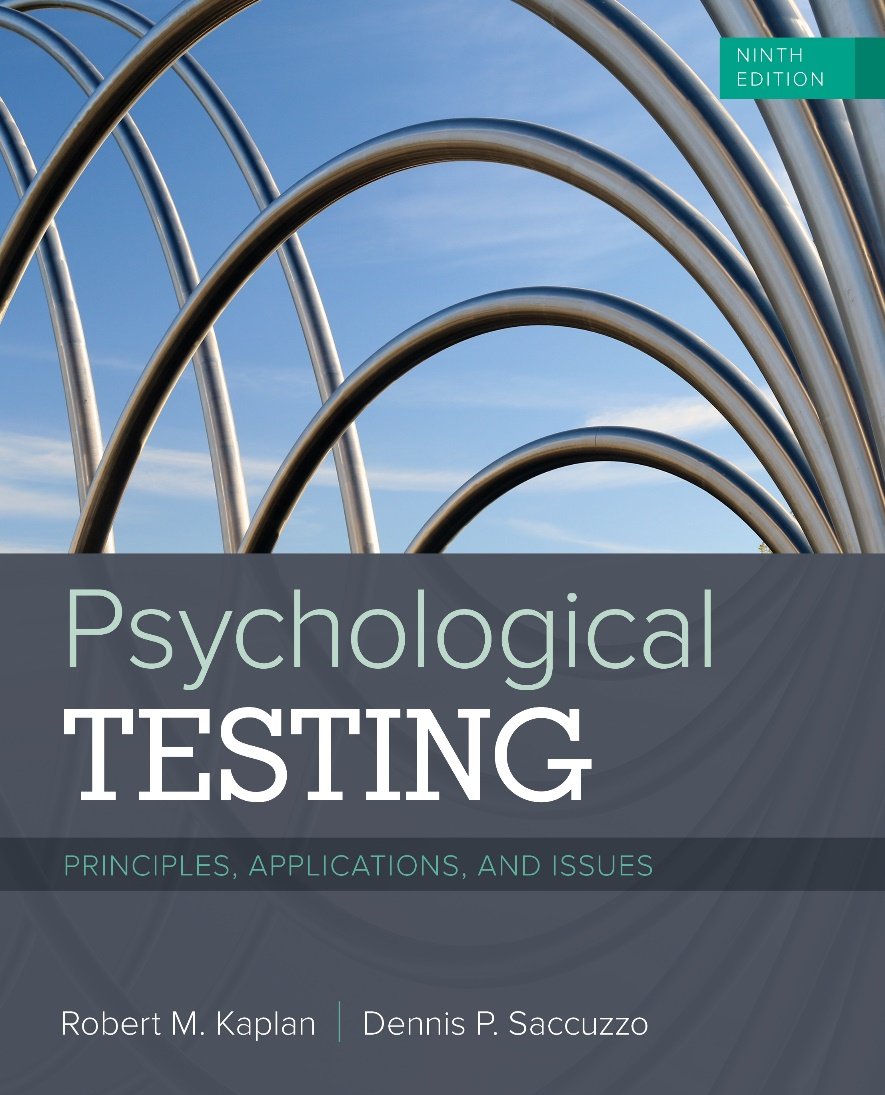 NINTH
EDITION
Psychological
TESTING
PRINCIPLES, APPLICATIONS, AND ISSUES
Robert M. Kaplan | Dennis P. Saccuzzo